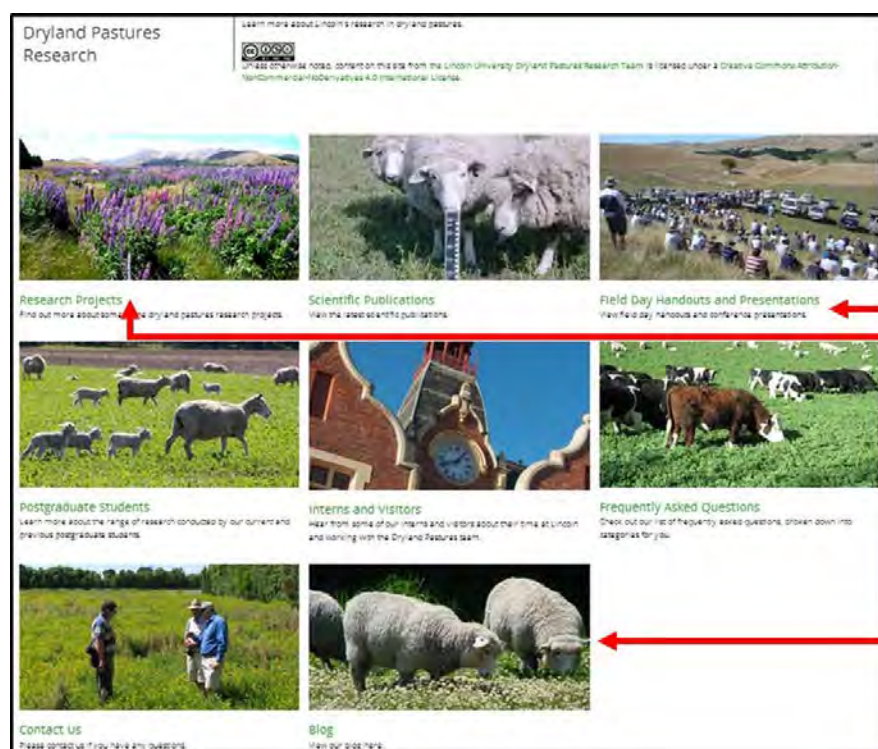 Dryland Pastures
Research
Learn more about Lincoln's research in dryland pastures.
Unless otherwise noted, content on this site from the Lincoln University Dryland Pastures Research Team is licensed under a Creative Commons Attribution-
NonCommercial-NoDerivatives 4.0 International License.
Research Projects
Find out more about some the dryland pastures research projects.
Scientific Publications
View the latest scientific publications.
Field Day Handouts and Presentations
View field day handouts and conference presentations.
Postgraduate Students
Learn more about the range of research conducted by our current and
previous postgraduate students.
Interns and Visitors
Hear from some of our interns and visitors about their time at Lincoln
and working with the Dryland Pastures team.
Frequently Asked Questions
Check out our list of frequently asked questions, broken down into
categories for you.
Contact Us
Please contact us if you have any questions.
Blog
View our blog here.